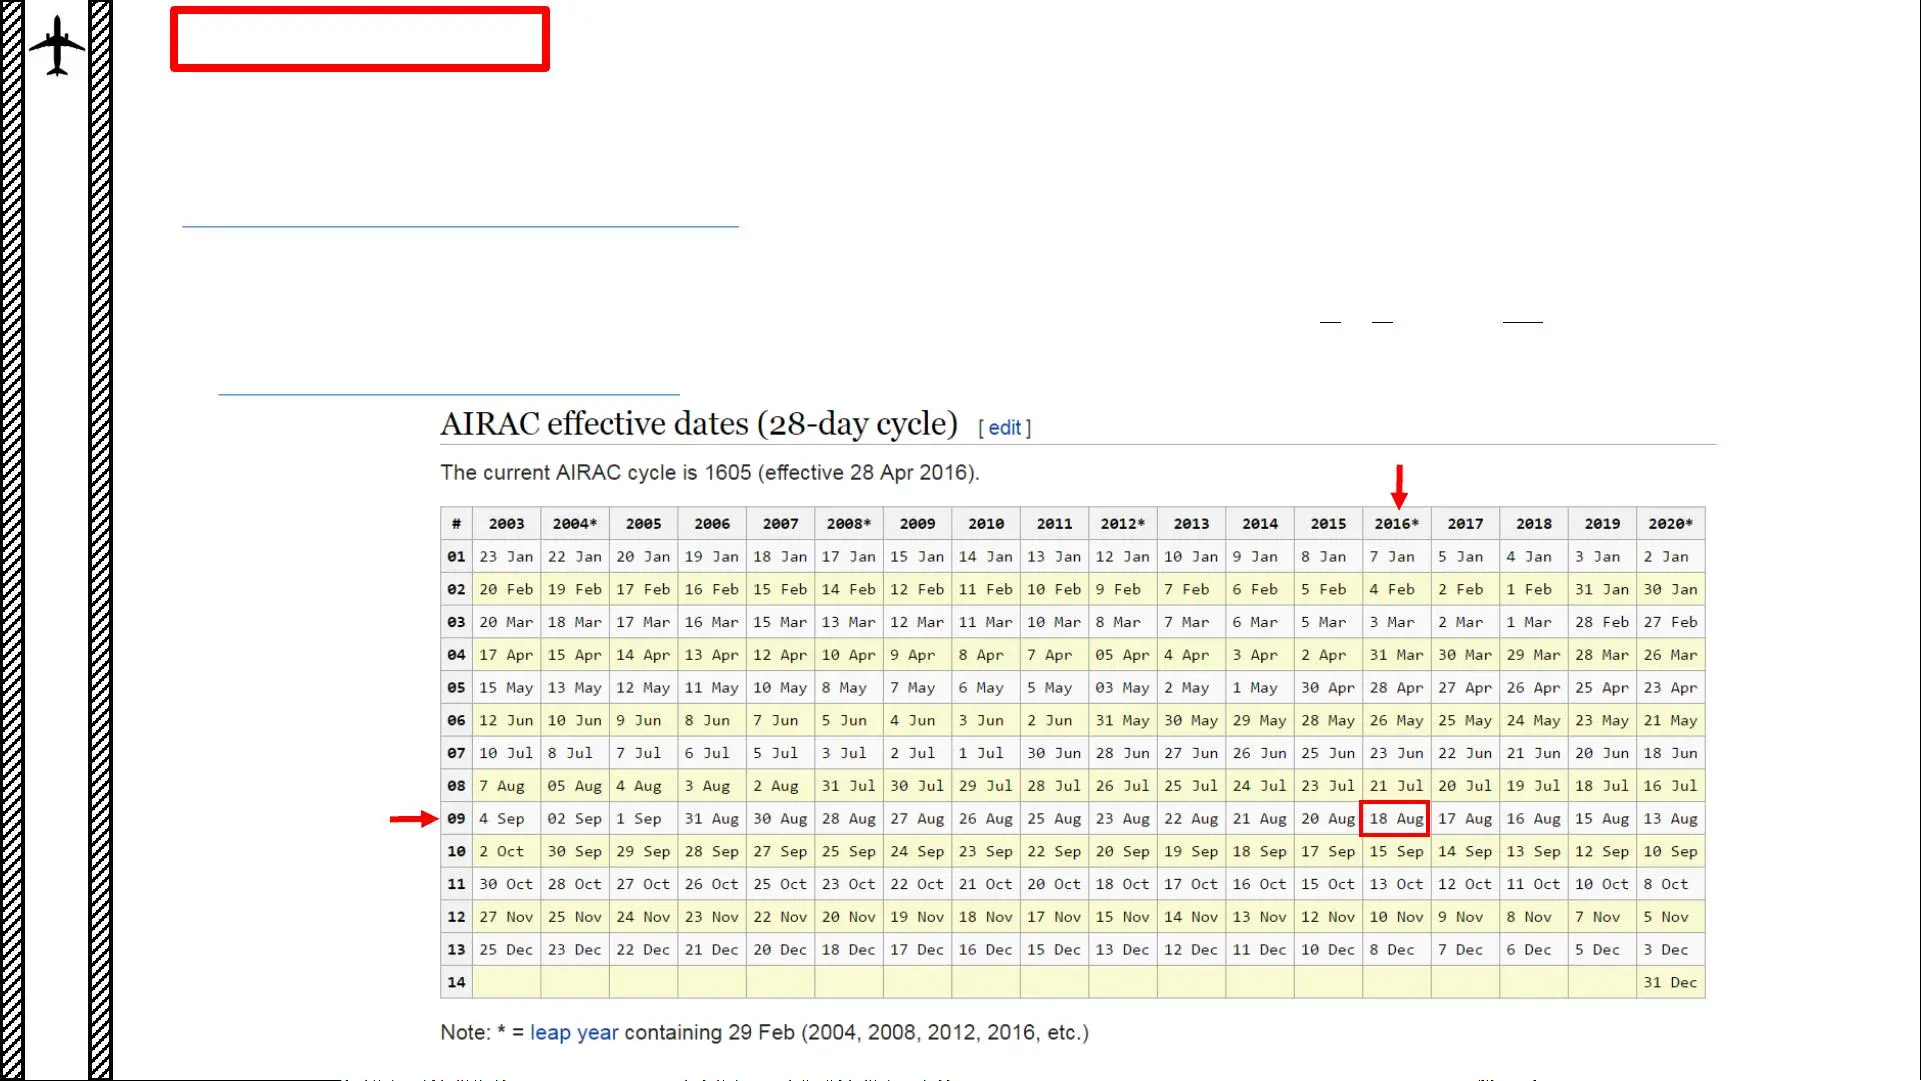 AIRAC effective dates (28-day cycle) [ edit ]
The current AIRAC cycle is 1605 (effective 28 Apr 2016).
# 2003 2004* 2005 2006 2007 2008* 2009 2010 2011 2012* 2013 2014 2015 2016* 2017 2018 2019 2020*
01 23 Jan 22 Jan 20 Jan 19 Jan 18 Jan 17 Jan 15 Jan 14 Jan 13 Jan 12 Jan 10 Jan 9 Jan 8 Jan 7 Jan 5 Jan 4 Jan 3 Jan 2 Jan
02 20 Feb 19 Feb 17 Feb 16 Feb 15 Feb 14 Feb 12 Feb 11 Feb 10 Feb 9 Feb 7 Feb 6 Feb 5 Feb 4 Feb 2 Feb 1 Feb 31 Jan 30 Jan
03 20 Mar 18 Mar 17 Mar 16 Mar 15 Mar 13 Mar 12 Mar 11 Mar 10 Mar 8 Mar 7 Mar 6 Mar 5 Mar 3 Mar 2 Mar 1 Mar 28 Feb 27 Feb
04 17 Apr 15 Apr 14 Apr 13 Apr 12 Apr 10 Apr 9 Apr 8 Apr 7 Apr 05 Apr 4 Apr 3 Apr 2 Apr 31 Mar 30 Mar 29 Mar 28 Mar 26 Mar
05 15 May 13 May 12 May 11 May 10 May 8 May 7 May 6 May 5 May 03 May 2 May 1 May 30 Apr 28 Apr 27 Apr 26 Apr 25 Apr 23 Apr
06 12 Jun 10 Jun 9 Jun 8 Jun 7 Jun 5 Jun 4 Jun 3 Jun 2 Jun 31 May 30 May 29 May 28 May 26 May 25 May 24 May 23 May 21 May
07 10 Jul 8 Jul 7 Jul 6 Jul 5 Jul 3 Jul 2 Jul 1 Jul 30 Jun 28 Jun 27 Jun 26 Jun 25 Jun 23 Jun 22 Jun 21 Jun 20 Jun 18 Jun
08 7 Aug 05 Aug 4 Aug 3 Aug 2 Aug 31 Jul 30 Jul 29 Jul 28 Jul 26 Jul 25 Jul 24 Jul 23 Jul 21 Jul 20 Jul 19 Jul 18 Jul 16 Jul
09 4 Sep 02 Sep 1 Sep 31 Aug 30 Aug 28 Aug 27 Aug 26 Aug 25 Aug 23 Aug 22 Aug 21 Aug 20 Aug 18 Aug 17 Aug 16 Aug 15 Aug 13 Aug
10 2 Oct 30 Sep 29 Sep 28 Sep 27 Sep 25 Sep 24 Sep 23 Sep 22 Sep 20 Sep 19 Sep 18 Sep 17 Sep 15 Sep 14 Sep 13 Sep 12 Sep 10 Sep
11 30 Oct 28 Oct 27 Oct 26 Oct 25 Oct 23 Oct 22 Oct 21 Oct 20 Oct 18 Oct 17 Oct 16 Oct 15 Oct 13 Oct 12 Oct 11 Oct 10 Oct 8 Oct
12 27 Nov 25 Nov 24 Nov 23 Nov 22 Nov 20 Nov 19 Nov 18 Nov 17 Nov 15 Nov 14 Nov 13 Nov 12 Nov 10 Nov 9 Nov 8 Nov 7 Nov 5 Nov
13 25 Dec 23 Dec 22 Dec 21 Dec 20 Dec 18 Dec 17 Dec 16 Dec 15 Dec 13 Dec 12 Dec 11 Dec 10 Dec 8 Dec 7 Dec 6 Dec 5 Dec 3 Dec
14 31 Dec
Note: * = leap year containing 29 Feb (2004, 2008, 2012, 2016, etc.)